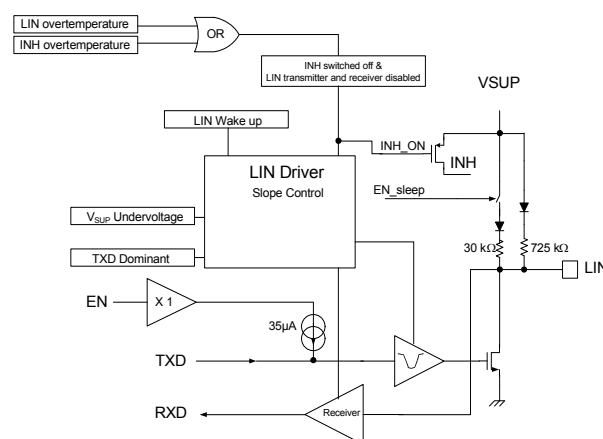 LIN overtemperature
INH overtemperature
OR
INH switched off &
LIN transmitter and receiver disabled
VSUP
LIN Wake up
INH_ON
INH
LIN Driver
Slope Control
EN_sleep
VSUP Undervoltage
TXD Dominant
30 kΩ
725 kΩ
LIN
EN
X 1
35µA
TXD
RXD
Receiver